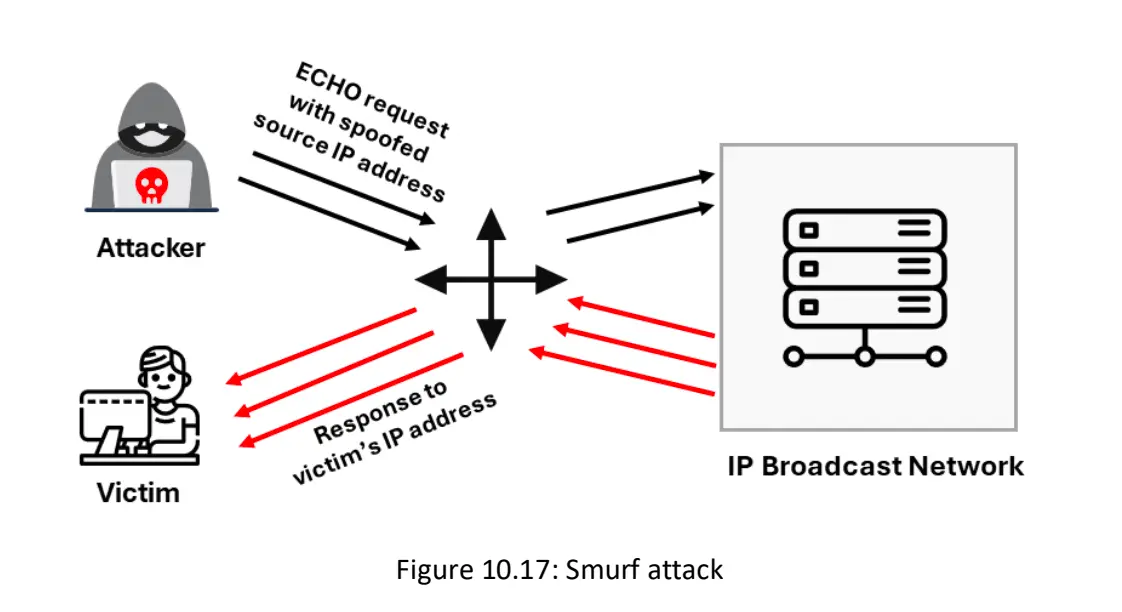 ECHO request
with spoofed
source IP address
Attacker
Response to
victim's IP address
Victim
IP Broadcast Network
Figure 10.17: Smurf attack